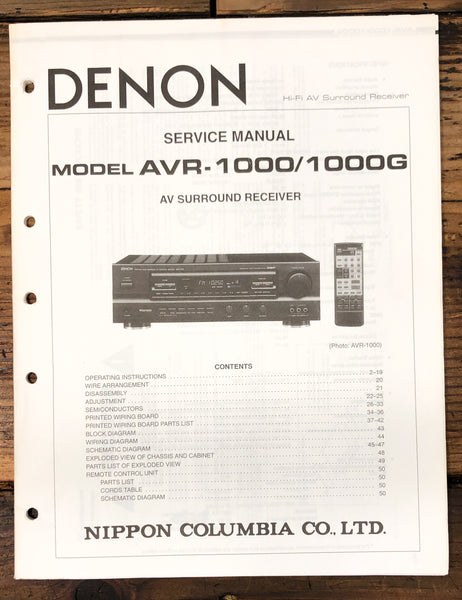 DENON
Hi-Fi AV Surround Receiver
SERVICE MANUAL
MODEL AVR-1000/1000G
AV SURROUND RECEIVER
DENON
(Photo: AVR-1000)
CONTENTS
OPERATING INSTRUCTIONS 2~19
WIRE ARRANGEMENT 20
DISASSEMBLY 21
ADJUSTMENT 22~25
SEMICONDUCTORS 26~33
PRINTED WIRING BOARD 34~36
PRINTED WIRING BOARD PARTS LIST 37~42
BLOCK DIAGRAM 43
WIRING DIAGRAM 44
SCHEMATIC DIAGRAM 45~47
EXPLODED VIEW OF CHASSIS AND CABINET 48
PARTS LIST OF EXPLODED VIEW 49
REMOTE CONTROL UNIT 50
PARTS LIST 50
CORDS TABLE 50
SCHEMATIC DIAGRAM 50
NIPPON COLUMBIA CO., LTD.